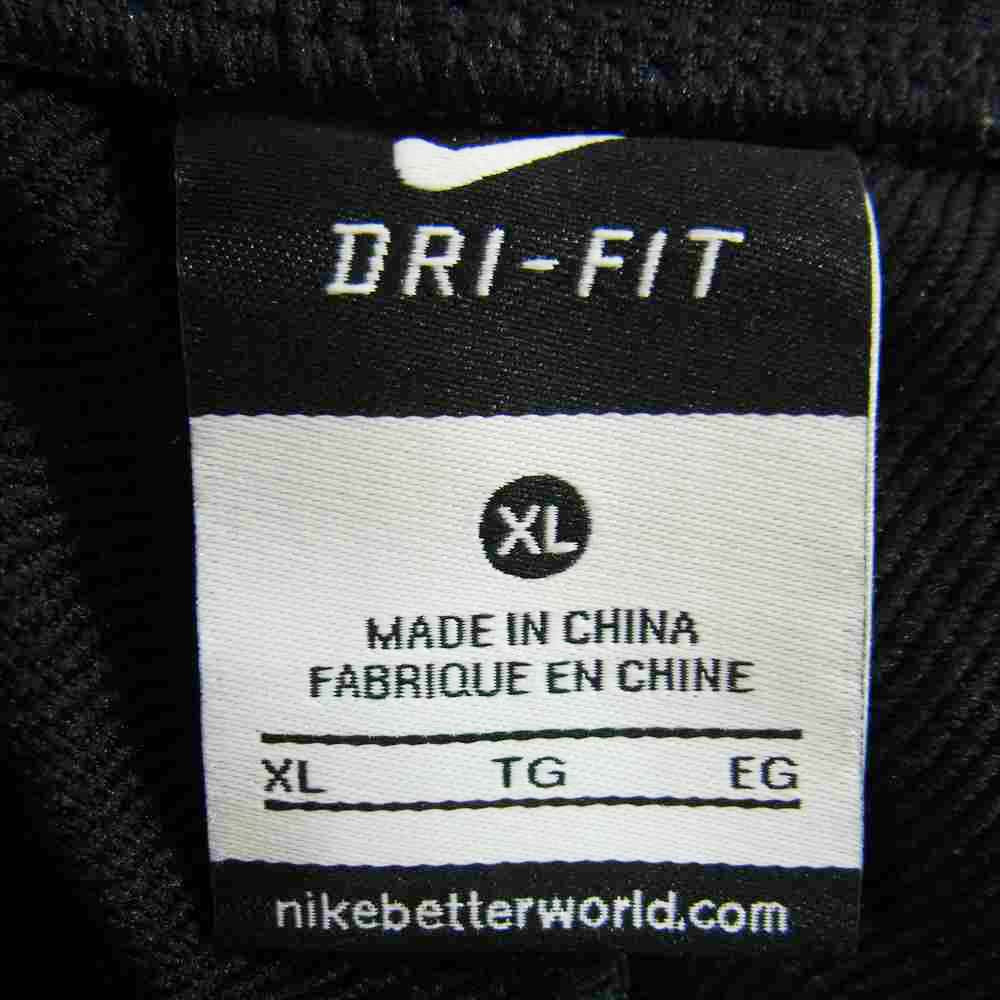 DRI-FIT
XL
MADE IN CHINA
FABRIQUE EN CHINE
XL TG EG
nikebetterworld.com